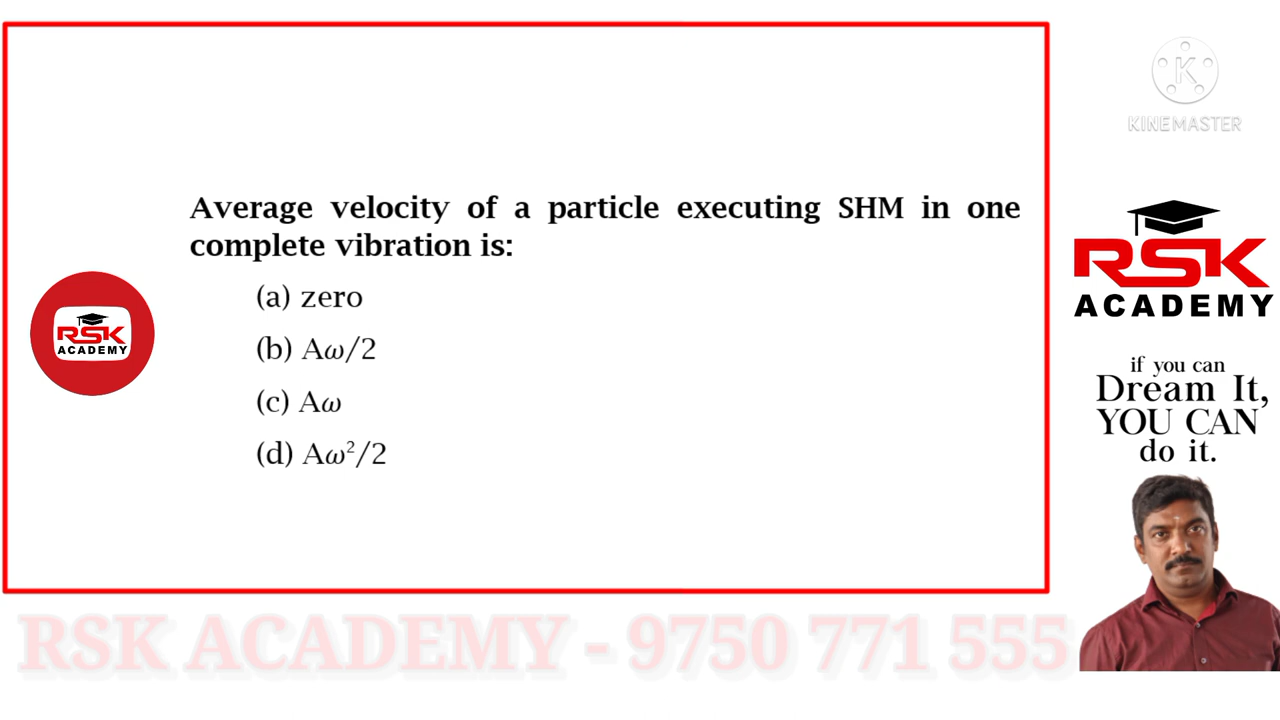 Average velocity of a particle executing SHM in one
complete vibration is:
(a) zero
(b) Aω/2
(c) Aω
(d) Aω²/2
RSK
ACADEMY
K
KINEMASTER
RSK
ACADEMY
if you can
Dream It,
YOU CAN
do it.
RSK ACADEMY - 9750 771 555